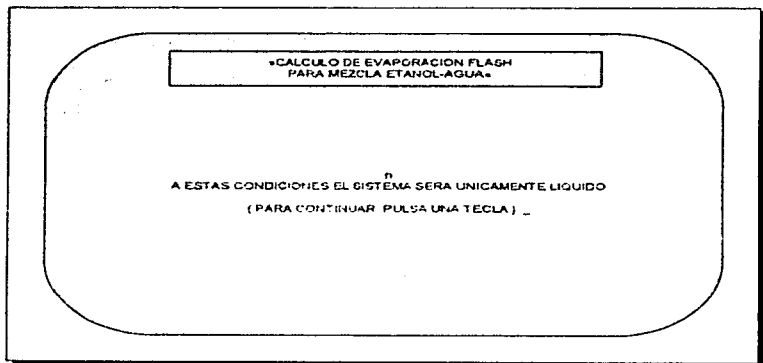 *CALCULO DE EVAPORACION FLASH
PARA MEZCLA ETANOL-AGUA*
n
A ESTAS CONDICIONES EL SISTEMA SERA UNICAMENTE LIQUIDO
( PARA CONTINUAR PULSA UNA TECLA ) _